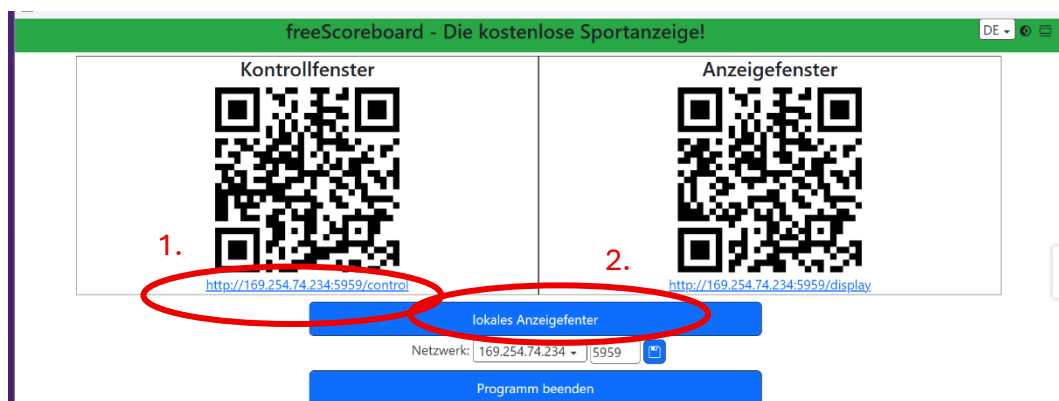 freeScoreboard - Die kostenlose Sportanzeige!
DE
Kontrollfenster
Anzeigefenster
1.
2.
http://169.254.74.234:5959/control
http://169.254.74.234:5959/display
lokales Anzeigefenter
Netzwerk: 169.254.74.234 5959
Programm beenden